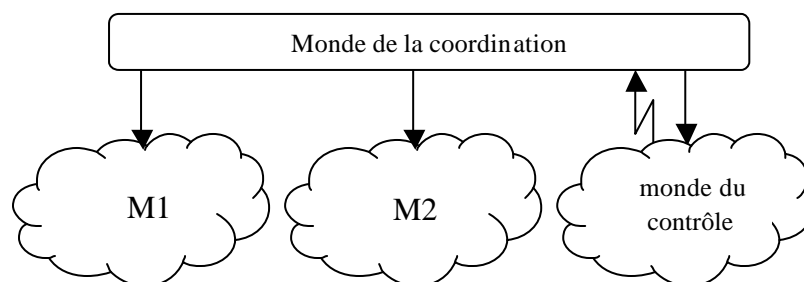 Monde de la coordination
M1
M2
monde du
contrôle